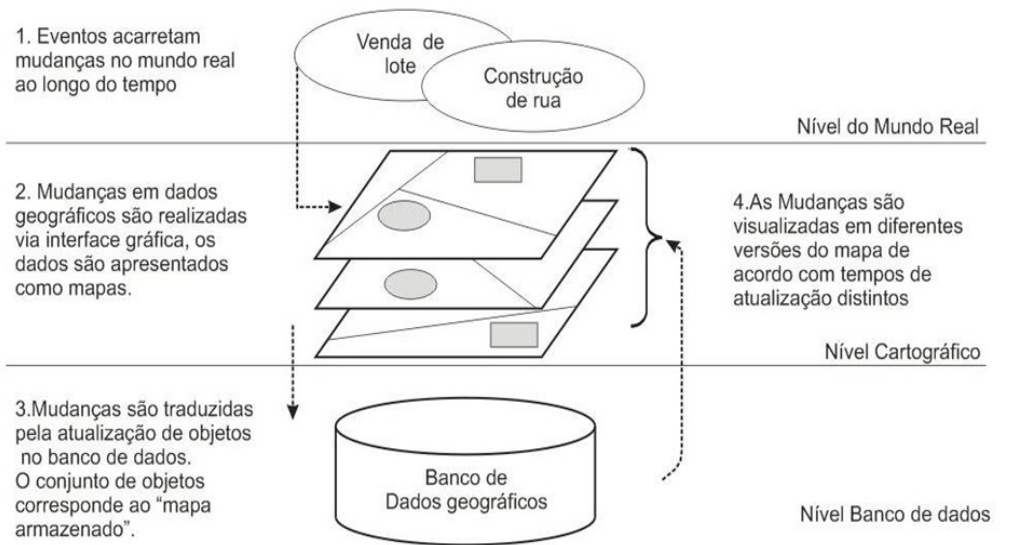 1. Eventos acarretam
mudanças no mundo real
ao longo do tempo
Venda de
lote
Construção
de rua
Nível do Mundo Real
2. Mudanças em dados
geográficos são realizadas
via interface gráfica, os
dados são apresentados
como mapas.
4.As Mudanças são
visualizadas em diferentes
versões do mapa de
acordo com tempos de
atualização distintos
Nível Cartográfico
3.Mudanças são traduzidas
pela atualização de objetos
no banco de dados.
O conjunto de objetos
corresponde ao “mapa
armazenado”.
Banco de
Dados geográficos
Nível Banco de dados